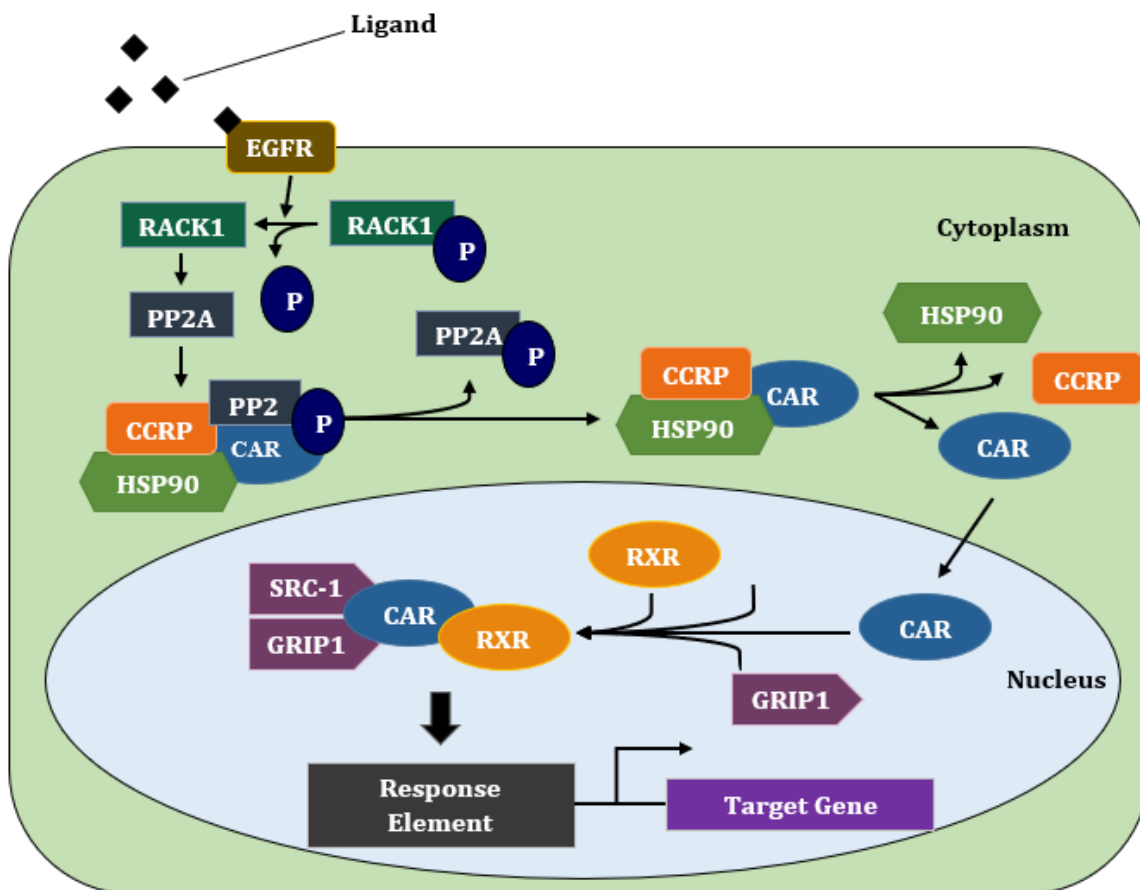 Ligand
EGFR
RACK1
RACK1
P
Cytoplasm
P
PP2A
PP2A
P
HSP90
CCRP
CCRP
CAR
HSP90
PP2
P
CCRP
CAR
HSP90
CAR
RXR
SRC-1
CAR
GRIP1
RXR
CAR
Nucleus
GRIP1
Response
Element
Target Gene